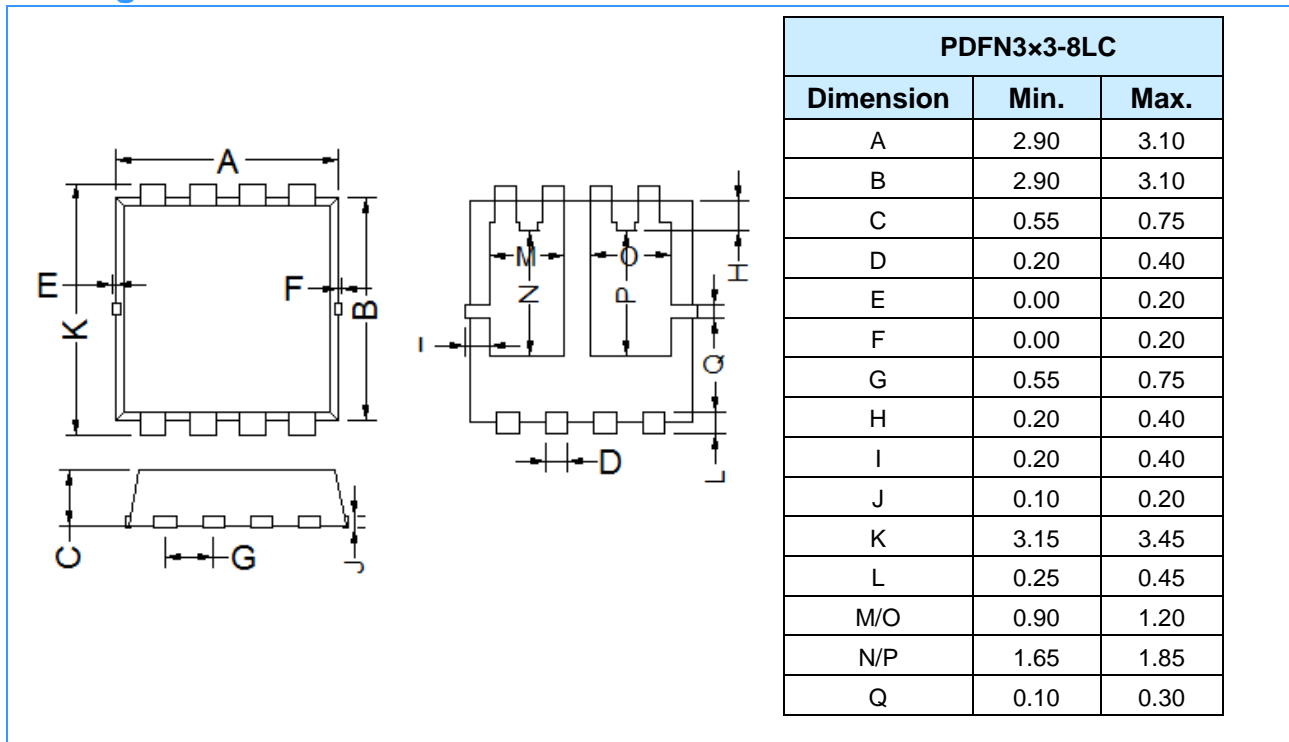 PDFN3×3-8LC
Dimension Min. Max.
A 2.90 3.10
B 2.90 3.10
C 0.55 0.75
D 0.20 0.40
E 0.00 0.20
F 0.00 0.20
G 0.55 0.75
H 0.20 0.40
I 0.20 0.40
J 0.10 0.20
K 3.15 3.45
L 0.25 0.45
M/O 0.90 1.20
N/P 1.65 1.85
Q 0.10 0.30
A
E
F
K
B
C
G
J
M
O
N
P
H
I
Q
D
L